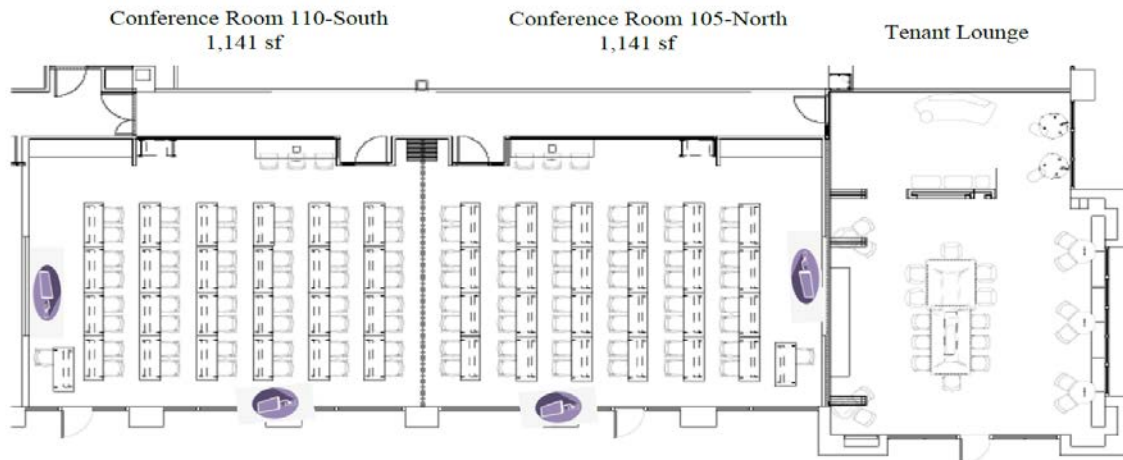 Conference Room 110-South
1,141 sf
Conference Room 105-North
1,141 sf
Tenant Lounge